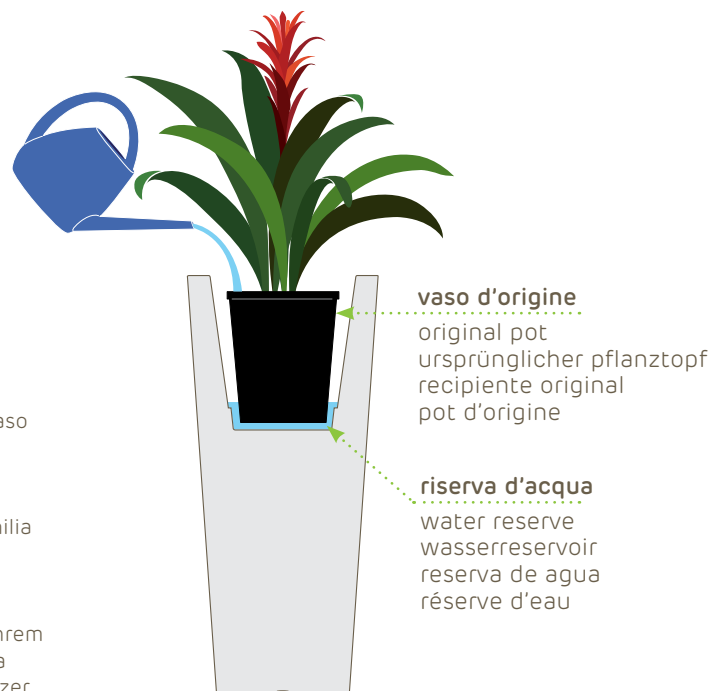 vaso d'origine
original pot
ursprünglicher pflanztopf
recipiente original
pot d'origine
riserva d'acqua
water reserve
wasserreservoir
reserva de agua
réserve d'eau